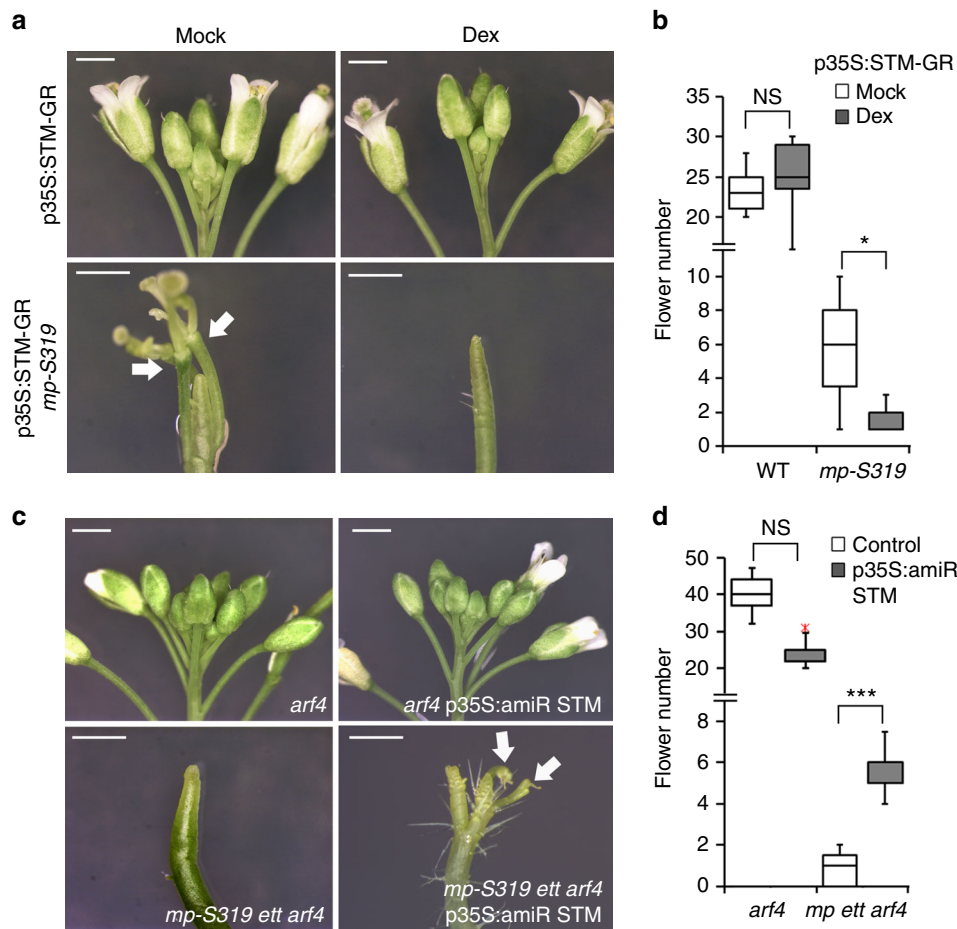 a
Mock
Dex
p35S:STM-GR
p35S:STM-GR
mp-S319
b
p35S:STM-GR
Mock
Dex
35
30
25
20
10
8
6
4
2
0
Flower number
NS
*
WT
mp-S319
c
arf4
arf4 p35S:amiR STM
mp-S319 ett arf4
mp-S319 ett arf4
p35S:amiR STM
d
Control
p35S:amiR
STM
50
40
30
20
8
6
4
2
0
Flower number
NS
***
arf4
mp ett arf4